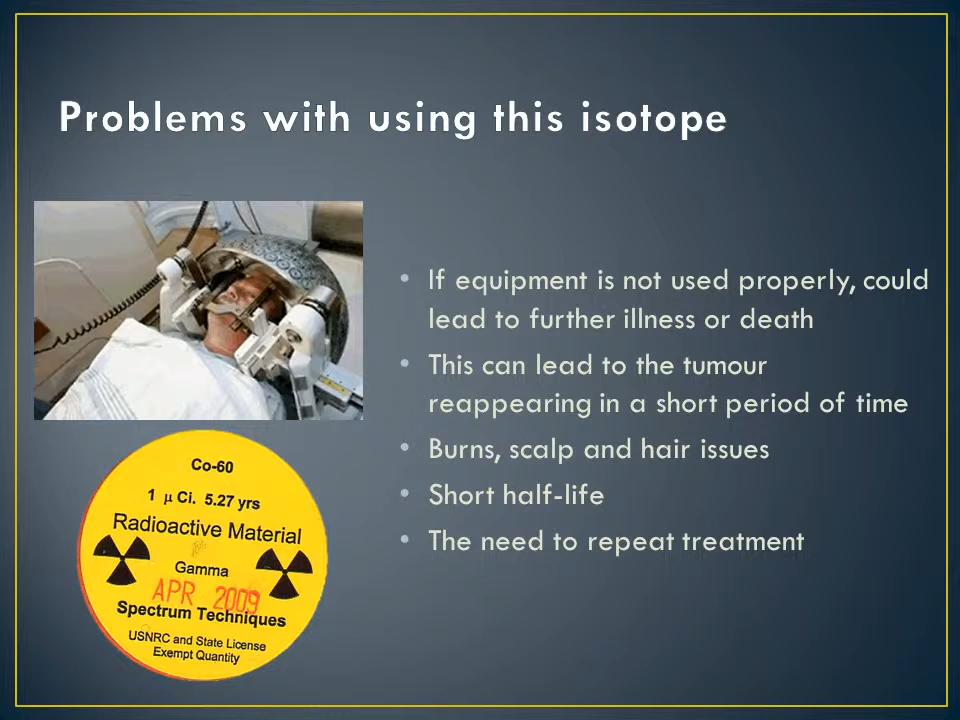 Problems with using this isotope
• If equipment is not used properly, could
lead to further illness or death
• This can lead to the tumour
reappearing in a short period of time
• Burns, scalp and hair issues
• Short half-life
• The need to repeat treatment
Co-60
1 μ Ci. 5.27 yrs
Radioactive Material
Gamma
APR 2009
Spectrum Techniques
USNRC and State License
Exempt Quantity